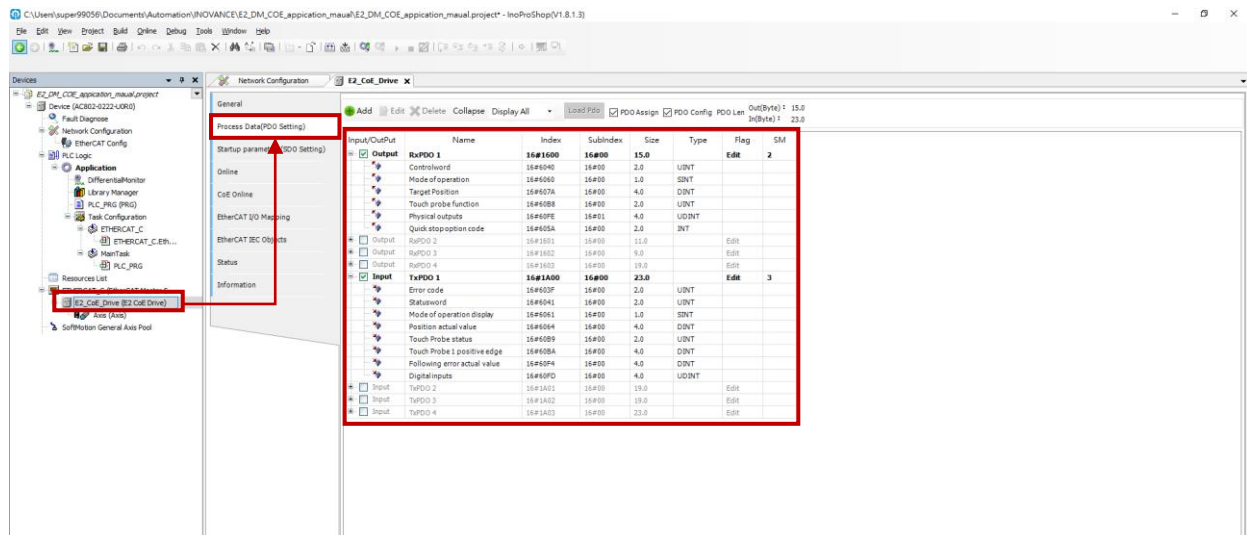 C:\Users\super99056\Documents\Automation\INOVANCE\E2_DM_COE_appication_maual\E2_DM_COE_appication_maual.project* - InoProShop(V1.8.1.3)
File Edit View Project Build Online Debug Tools Window Help
Devices
E2_DM_COE_appication_maual.project
Device (AC802-0222-U0R0)
Fault Diagnose
Network Configuration
EtherCAT Config
PLC Logic
Application
DifferentialMonitor
Library Manager
PLC_PRG (PRG)
Task Configuration
ETHERCAT_C
ETHERCAT_C.Eth...
MainTask
PLC_PRG
Resources List
E2_CoE_Drive (E2 CoE Drive)
Axis (Axis)
SoftMotion General Axis Pool
Network Configuration E2_CoE_Drive
General
Process Data(PDO Setting)
Startup parameter(SDO Setting)
Online
CoE Online
EtherCAT I/O Mapping
EtherCAT IEC Objects
Status
Information
Add Edit Delete Collapse Display All Load Pdo PDO Assign PDO Config PDO Len Out(Byte): 15.0
In(Byte): 23.0
Input/OutPut Name Index SubIndex Size Type Flag SM
Output RxPDO 1 16#1600 16#00 15.0 Edit 2
Controlword 16#6040 16#00 2.0 UINT
Mode of operation 16#6060 16#00 1.0 SINT
Target Position 16#607A 16#00 4.0 DINT
Touch probe function 16#60B8 16#00 2.0 UINT
Physical outputs 16#60FE 16#01 4.0 UDINT
Quick stop option code 16#605A 16#00 2.0 INT
Output RxPDO 2 16#1601 16#00 11.0 Edit
Output RxPDO 3 16#1602 16#00 9.0 Edit
Output RxPDO 4 16#1603 16#00 19.0 Edit
Input TxPDO 1 16#1A00 16#00 23.0 Edit 3
Error code 16#603F 16#00 2.0 UINT
Statusword 16#6041 16#00 2.0 UINT
Mode of operation display 16#6061 16#00 1.0 SINT
Position actual value 16#6064 16#00 4.0 DINT
Touch Probe status 16#60B9 16#00 2.0 UINT
Touch Probe 1 positive edge 16#60BA 16#00 4.0 DINT
Following error actual value 16#60F4 16#00 4.0 DINT
Digital inputs 16#60FD 16#00 4.0 UDINT
Input TxPDO 2 16#1A01 16#00 19.0 Edit
Input TxPDO 3 16#1A02 16#00 19.0 Edit
Input TxPDO 4 16#1A03 16#00 23.0 Edit